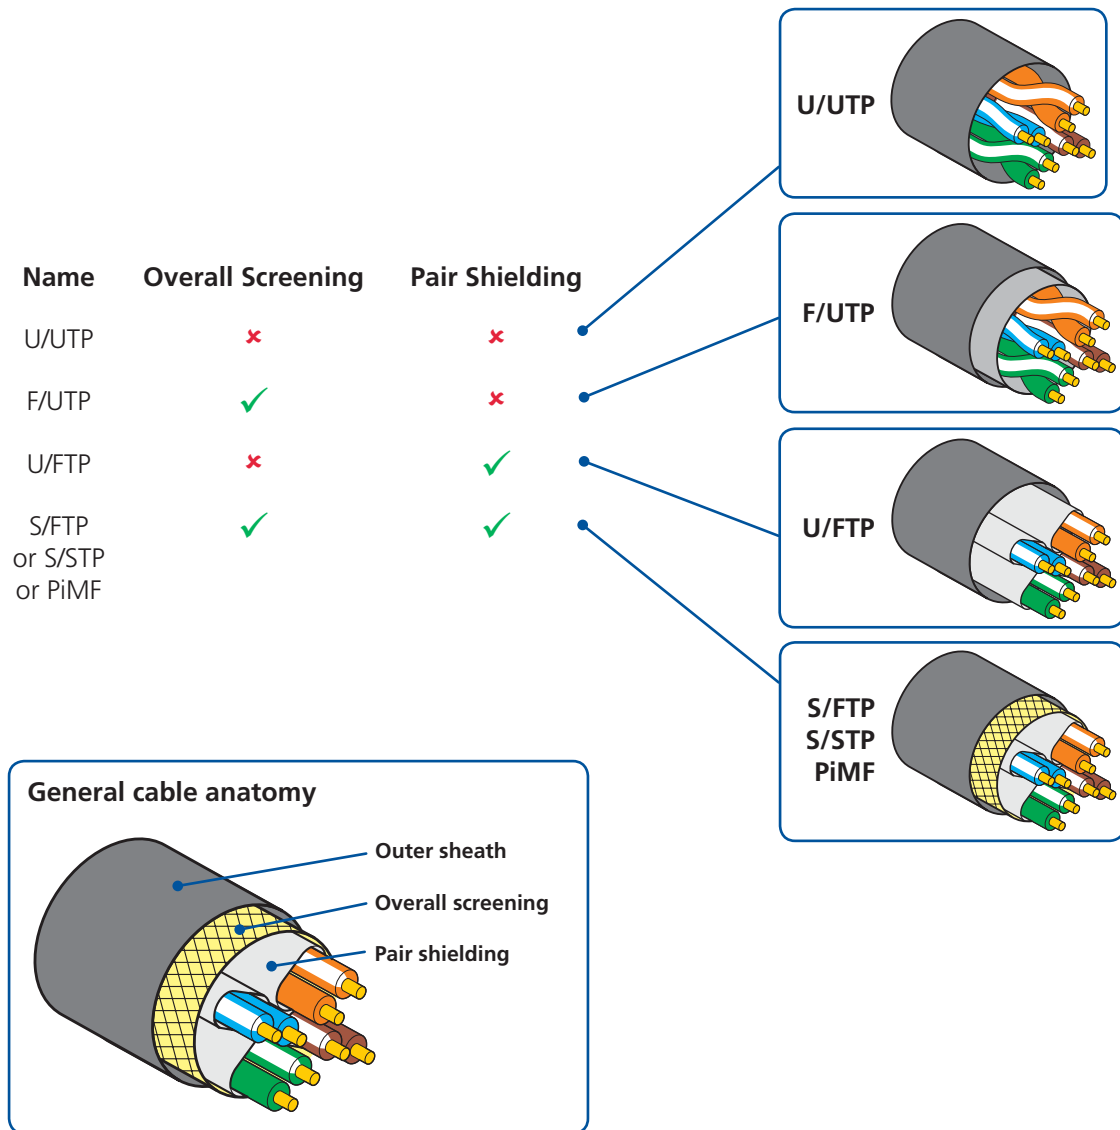 Name Overall Screening Pair Shielding
U/UTP ✘ ✘
F/UTP ✓ ✘
U/FTP ✘ ✓
S/FTP ✓ ✓
or S/STP
or PiMF
U/UTP
F/UTP
U/FTP
S/FTP
S/STP
PiMF
General cable anatomy
Outer sheath
Overall screening
Pair shielding